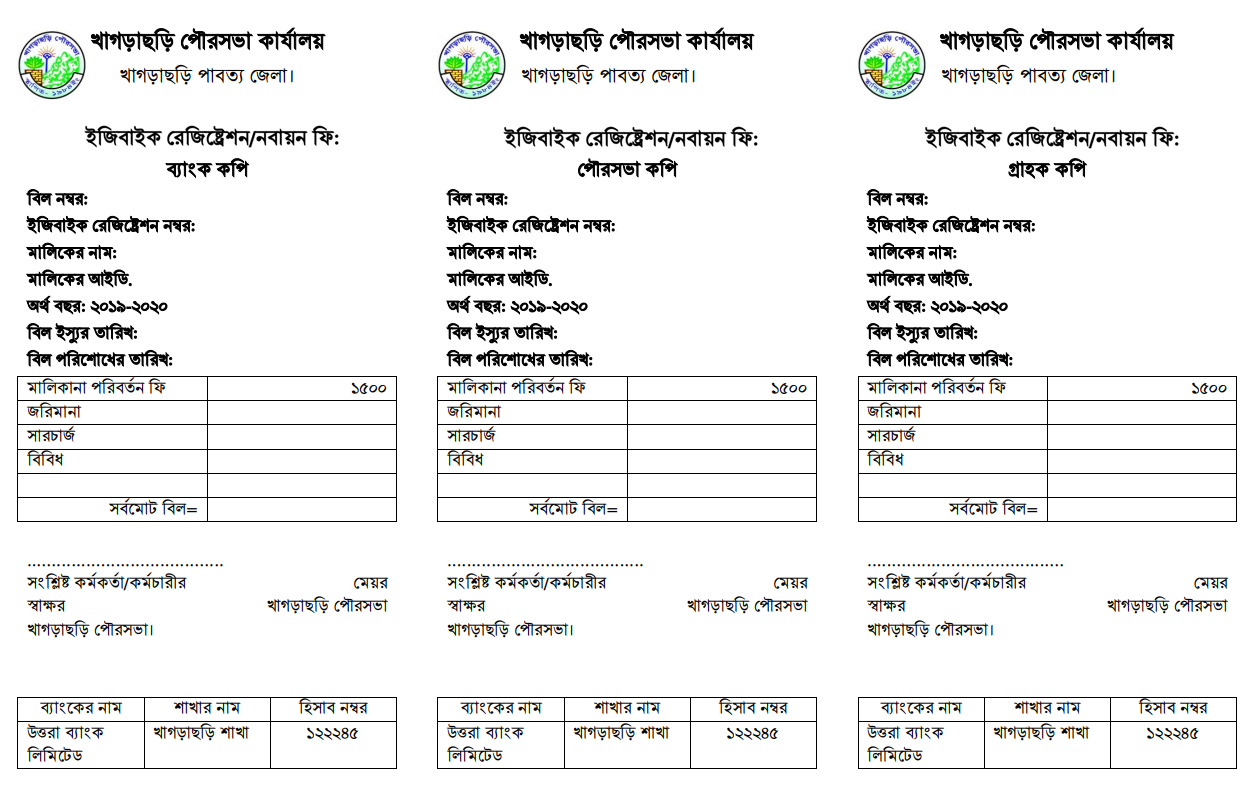 খাগড়াছড়ি পৌরসভা কার্যালয়
খাগড়াছড়ি পাবত্য জেলা।
ইজিবাইক রেজিষ্ট্রেশন/নবায়ন ফি:
ব্যাংক কপি
বিল নম্বর:
ইজিবাইক রেজিষ্ট্রেশন নম্বর:
মালিকের নাম:
মালিকের আইডি.
অর্থ বছর: ২০১৯-২০২০
বিল ইস্যুর তারিখ:
বিল পরিশোধের তারিখ:
মালিকানা পরিবর্তন ফি ১৫০০
জরিমানা
সারচার্জ
বিবিধ
সর্বমোট বিল=
.......................................
সংশ্লিষ্ট কর্মকর্তা/কর্মচারীর মেয়র
স্বাক্ষর খাগড়াছড়ি পৌরসভা
খাগড়াছড়ি পৌরসভা।
ব্যাংকের নাম শাখার নাম হিসাব নম্বর
উত্তরা ব্যাংক খাগড়াছড়ি শাখা ১২২২৪৫
লিমিটেড
খাগড়াছড়ি পৌরসভা কার্যালয়
খাগড়াছড়ি পাবত্য জেলা।
ইজিবাইক রেজিষ্ট্রেশন/নবায়ন ফি:
পৌরসভা কপি
বিল নম্বর:
ইজিবাইক রেজিষ্ট্রেশন নম্বর:
মালিকের নাম:
মালিকের আইডি.
অর্থ বছর: ২০১৯-২০২০
বিল ইস্যুর তারিখ:
বিল পরিশোধের তারিখ:
মালিকানা পরিবর্তন ফি ১৫০০
জরিমানা
সারচার্জ
বিবিধ
সর্বমোট বিল=
.......................................
সংশ্লিষ্ট কর্মকর্তা/কর্মচারীর মেয়র
স্বাক্ষর খাগড়াছড়ি পৌরসভা
খাগড়াছড়ি পৌরসভা।
ব্যাংকের নাম শাখার নাম হিসাব নম্বর
উত্তরা ব্যাংক খাগড়াছড়ি শাখা ১২২২৪৫
লিমিটেড
খাগড়াছড়ি পৌরসভা কার্যালয়
খাগড়াছড়ি পাবত্য জেলা।
ইজিবাইক রেজিষ্ট্রেশন/নবায়ন ফি:
গ্রাহক কপি
বিল নম্বর:
ইজিবাইক রেজিষ্ট্রেশন নম্বর:
মালিকের নাম:
মালিকের আইডি.
অর্থ বছর: ২০১৯-২০২০
বিল ইস্যুর তারিখ:
বিল পরিশোধের তারিখ:
মালিকানা পরিবর্তন ফি ১৫০০
জরিমানা
সারচার্জ
বিবিধ
সর্বমোট বিল=
.......................................
সংশ্লিষ্ট কর্মকর্তা/কর্মচারীর মেয়র
স্বাক্ষর খাগড়াছড়ি পৌরসভা
খাগড়াছড়ি পৌরসভা।
ব্যাংকের নাম শাখার নাম হিসাব নম্বর
উত্তরা ব্যাংক খাগড়াছড়ি শাখা ১২২২৪৫
লিমিটেড